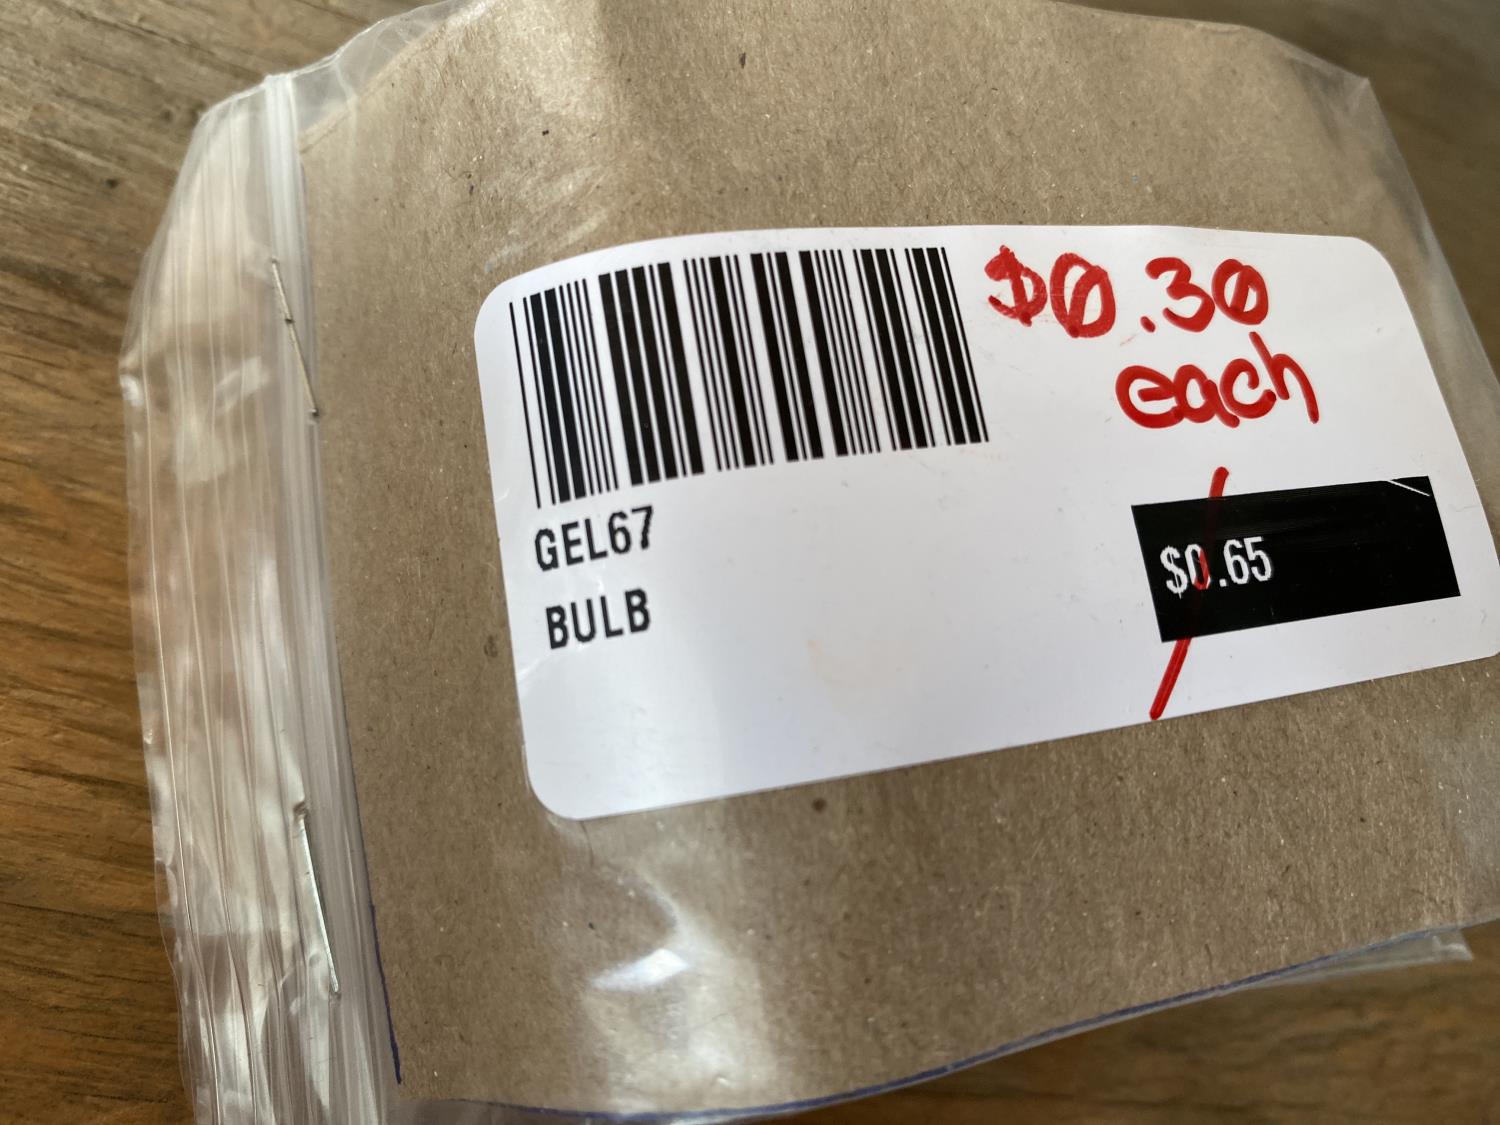 $0.30
each
GEL67
BULB
$0.65